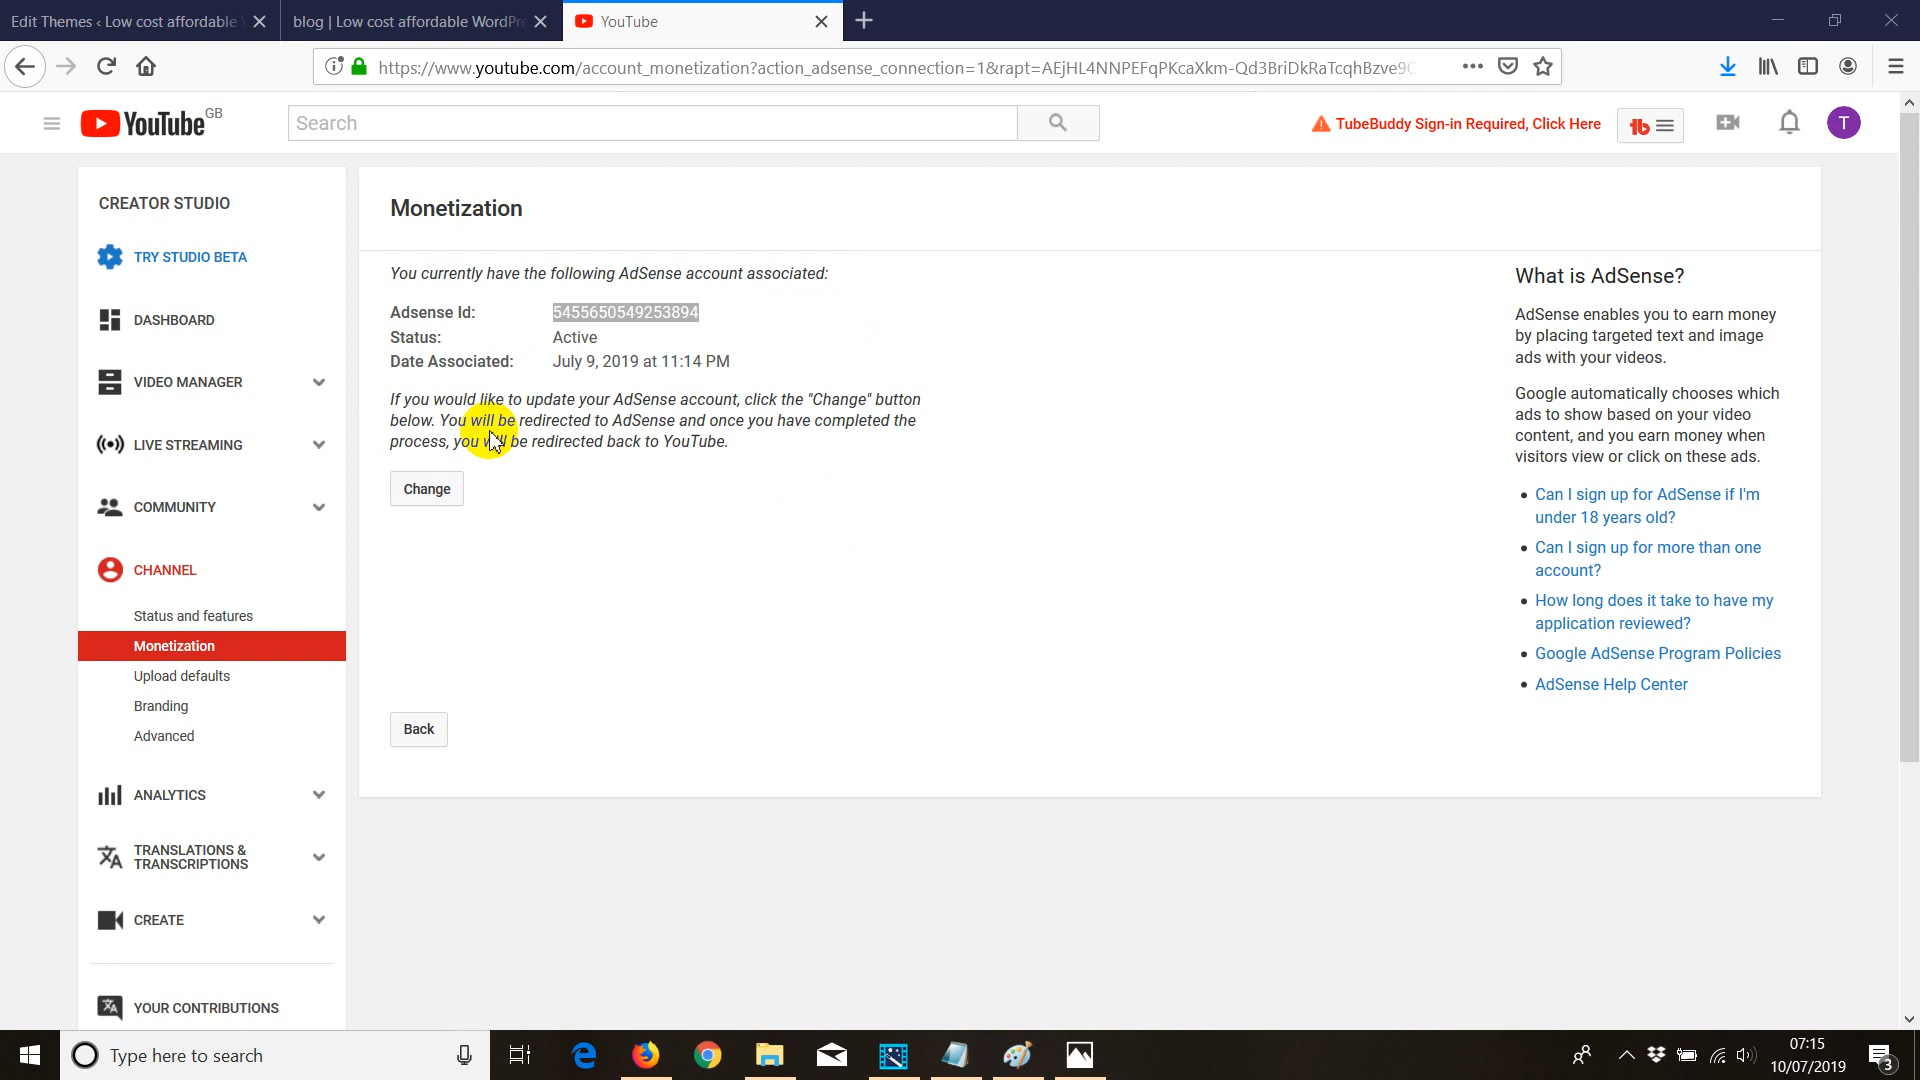 Edit Themes ‹ Low cost affordable
blog | Low cost affordable WordPre
YouTube
https://www.youtube.com/account_monetization?action_adsense_connection=1&rapt=AEjHL4NNPEFqPKcaXkm-Qd3BriDkRaTcqhBzve9C
YouTube GB
Search
TubeBuddy Sign-in Required, Click Here
tb
T
CREATOR STUDIO
TRY STUDIO BETA
DASHBOARD
VIDEO MANAGER
LIVE STREAMING
COMMUNITY
CHANNEL
Status and features
Monetization
Upload defaults
Branding
Advanced
ANALYTICS
TRANSLATIONS &
TRANSCRIPTIONS
CREATE
YOUR CONTRIBUTIONS
Monetization
You currently have the following AdSense account associated:
Adsense Id: 5455650549253894
Status: Active
Date Associated: July 9, 2019 at 11:14 PM
If you would like to update your AdSense account, click the "Change" button
below. You will be redirected to AdSense and once you have completed the
process, you will be redirected back to YouTube.
Change
Back
What is AdSense?
AdSense enables you to earn money
by placing targeted text and image
ads with your videos.
Google automatically chooses which
ads to show based on your video
content, and you earn money when
visitors view or click on these ads.
Can I sign up for AdSense if I'm
under 18 years old?
Can I sign up for more than one
account?
How long does it take to have my
application reviewed?
Google AdSense Program Policies
AdSense Help Center
Type here to search
07:15
10/07/2019
3